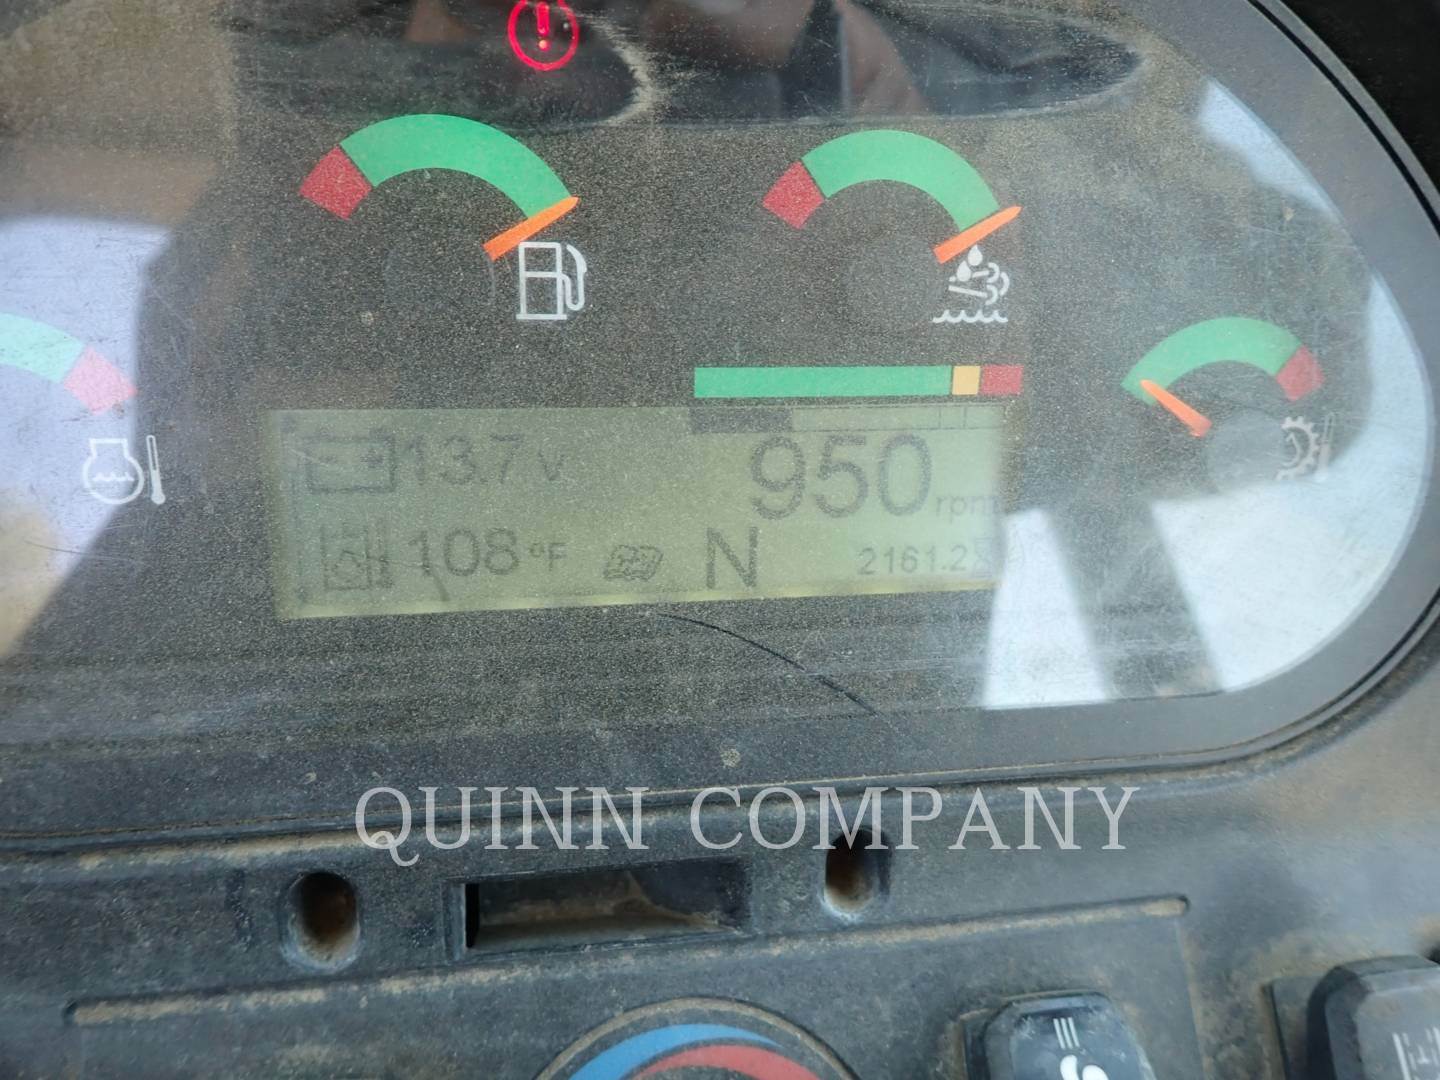 13.7 V
950 rpm
108 °F
N
2161.2
QUINN COMPANY